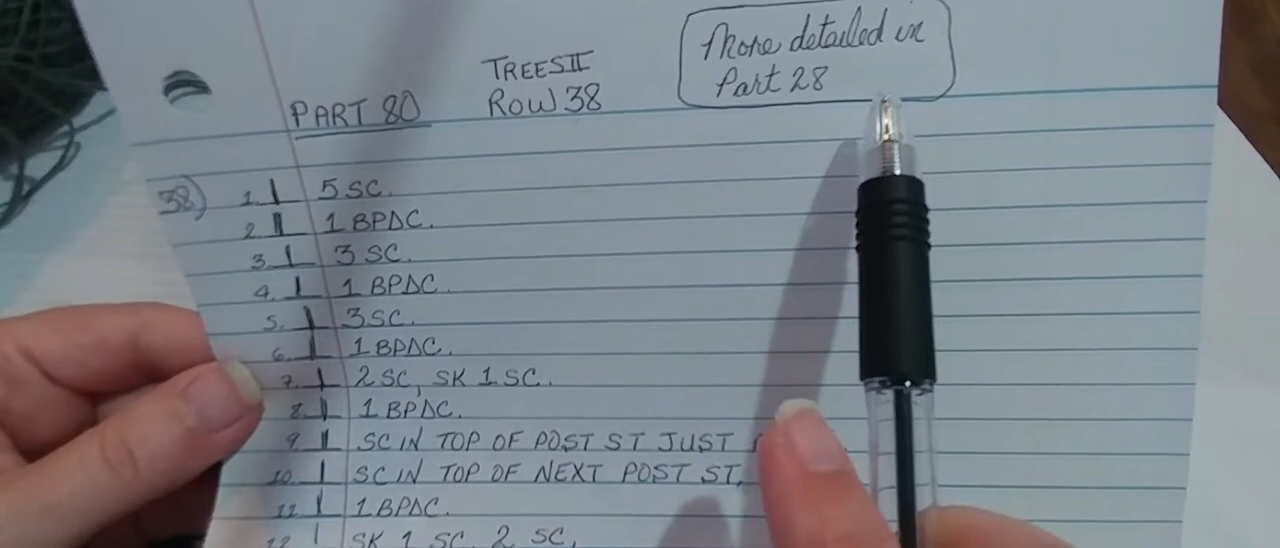 More detailed in
Part 28
TREES II
PART 80 ROW 38
38) 1. 5 SC.
2. 1 BPDC.
3. 3 SC.
4. 1 BPDC.
5. 3 SC.
6. 1 BPDC.
7. 2 SC, SK 1 SC.
8. 1 BPDC.
9. SC IN TOP OF POST ST JUST
10. SC IN TOP OF NEXT POST ST,
11. 1 BPDC.
12. SK 1 SC, 2 SC,